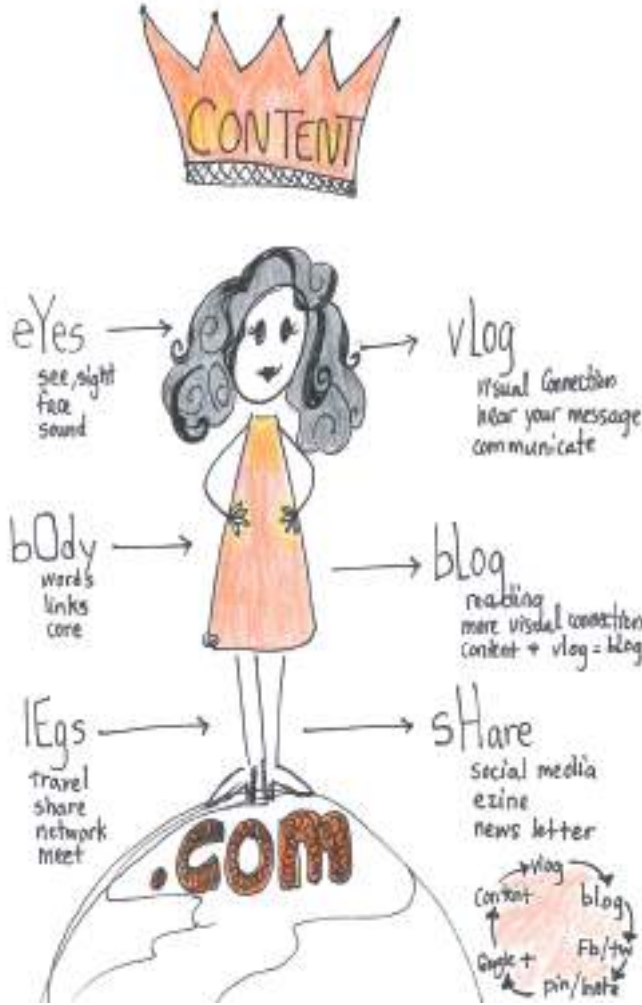 CONTENT
eYes
see, sight
face
sound
vLog
visual Connection
hear your message
communicate
bOdy
words
links
core
bLog
reading
more visual connection
content + vlog = blog
lEgs
travel
share
network
meet
sHare
social media
ezine
news letter
.COM
vlog
blog
Fb/tw
pin/
Google +
Content